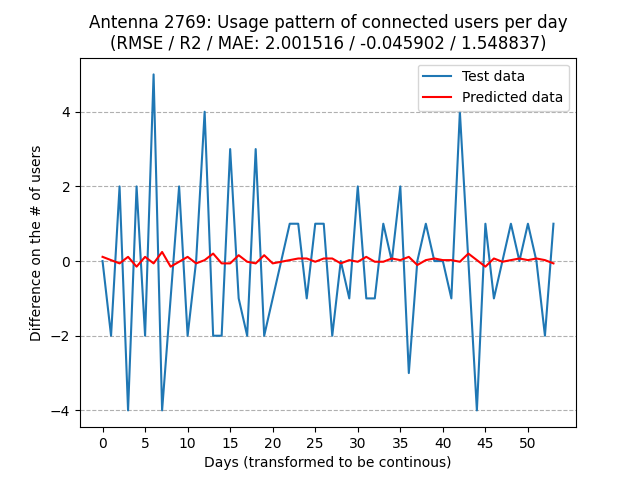 Antenna 2769: Usage pattern of connected users per day
(RMSE / R2 / MAE: 2.001516 / -0.045902 / 1.548837)
Test data
Predicted data
Difference on the # of users
4
2
0
−2
−4
0 5 10 15 20 25 30 35 40 45 50
Days (transformed to be continous)